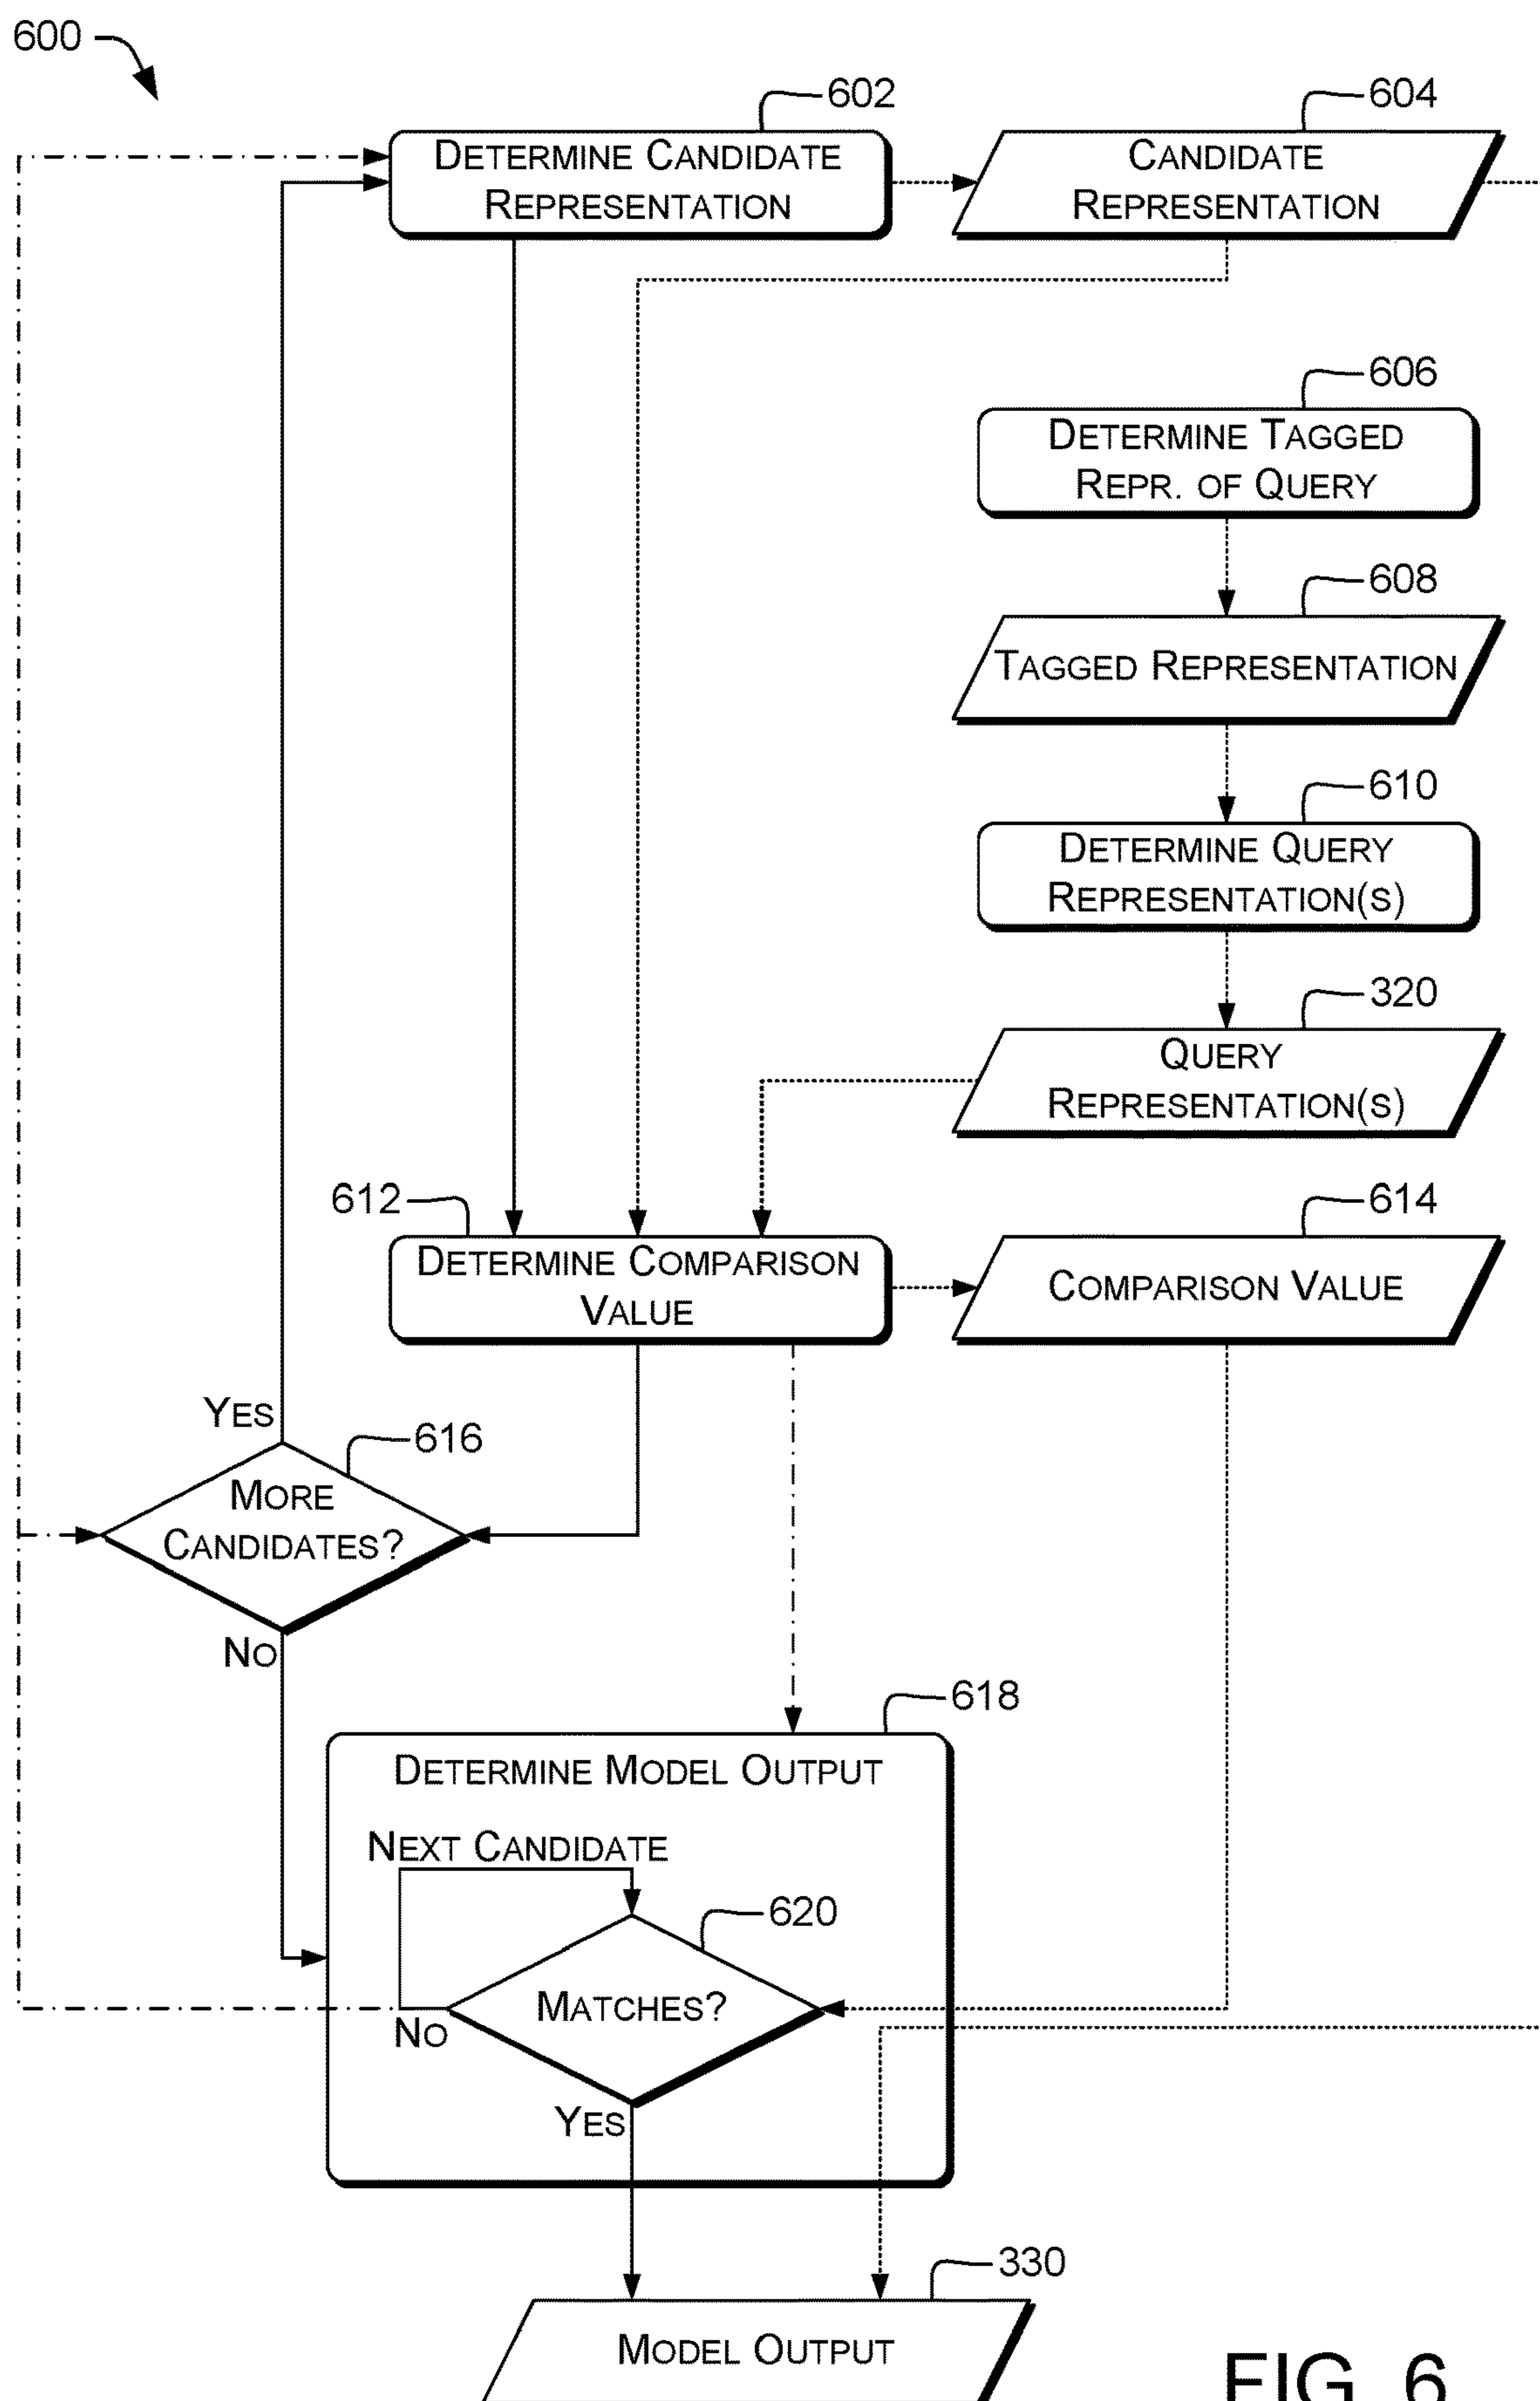 600
602
604
DETERMINE CANDIDATE
REPRESENTATION
CANDIDATE
REPRESENTATION
606
DETERMINE TAGGED
REPR. OF QUERY
608
TAGGED REPRESENTATION
610
DETERMINE QUERY
REPRESENTATION(S)
320
QUERY
REPRESENTATION(S)
612
614
DETERMINE COMPARISON
VALUE
COMPARISON VALUE
YES
616
MORE
CANDIDATES?
NO
618
DETERMINE MODEL OUTPUT
NEXT CANDIDATE
620
MATCHES?
NO
YES
330
MODEL OUTPUT
FIG. 6